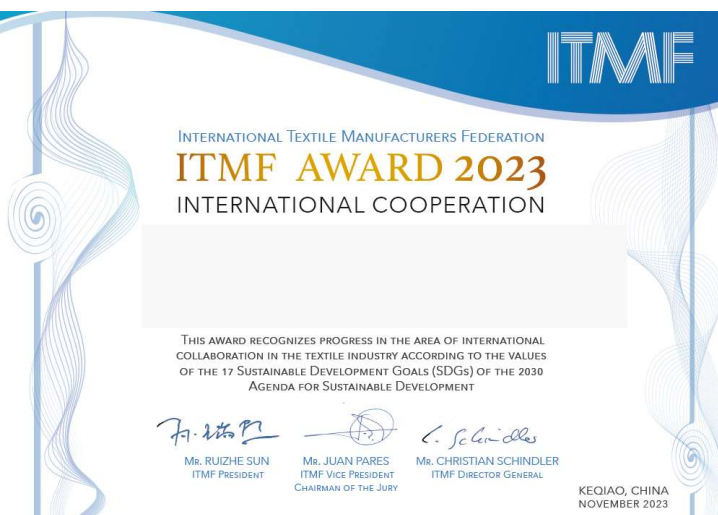 ITMF
INTERNATIONAL TEXTILE MANUFACTURERS FEDERATION
ITMF AWARD 2023
INTERNATIONAL COOPERATION
THIS AWARD RECOGNIZES PROGRESS IN THE AREA OF INTERNATIONAL
COLLABORATION IN THE TEXTILE INDUSTRY ACCORDING TO THE VALUES
OF THE 17 SUSTAINABLE DEVELOPMENT GOALS (SDGs) OF THE 2030
AGENDA FOR SUSTAINABLE DEVELOPMENT
C. Schindler
MR. RUIZHE SUN
ITMF PRESIDENT
MR. JUAN PARES
ITMF VICE PRESIDENT
CHAIRMAN OF THE JURY
MR. CHRISTIAN SCHINDLER
ITMF DIRECTOR GENERAL
KEQIAO, CHINA
NOVEMBER 2023